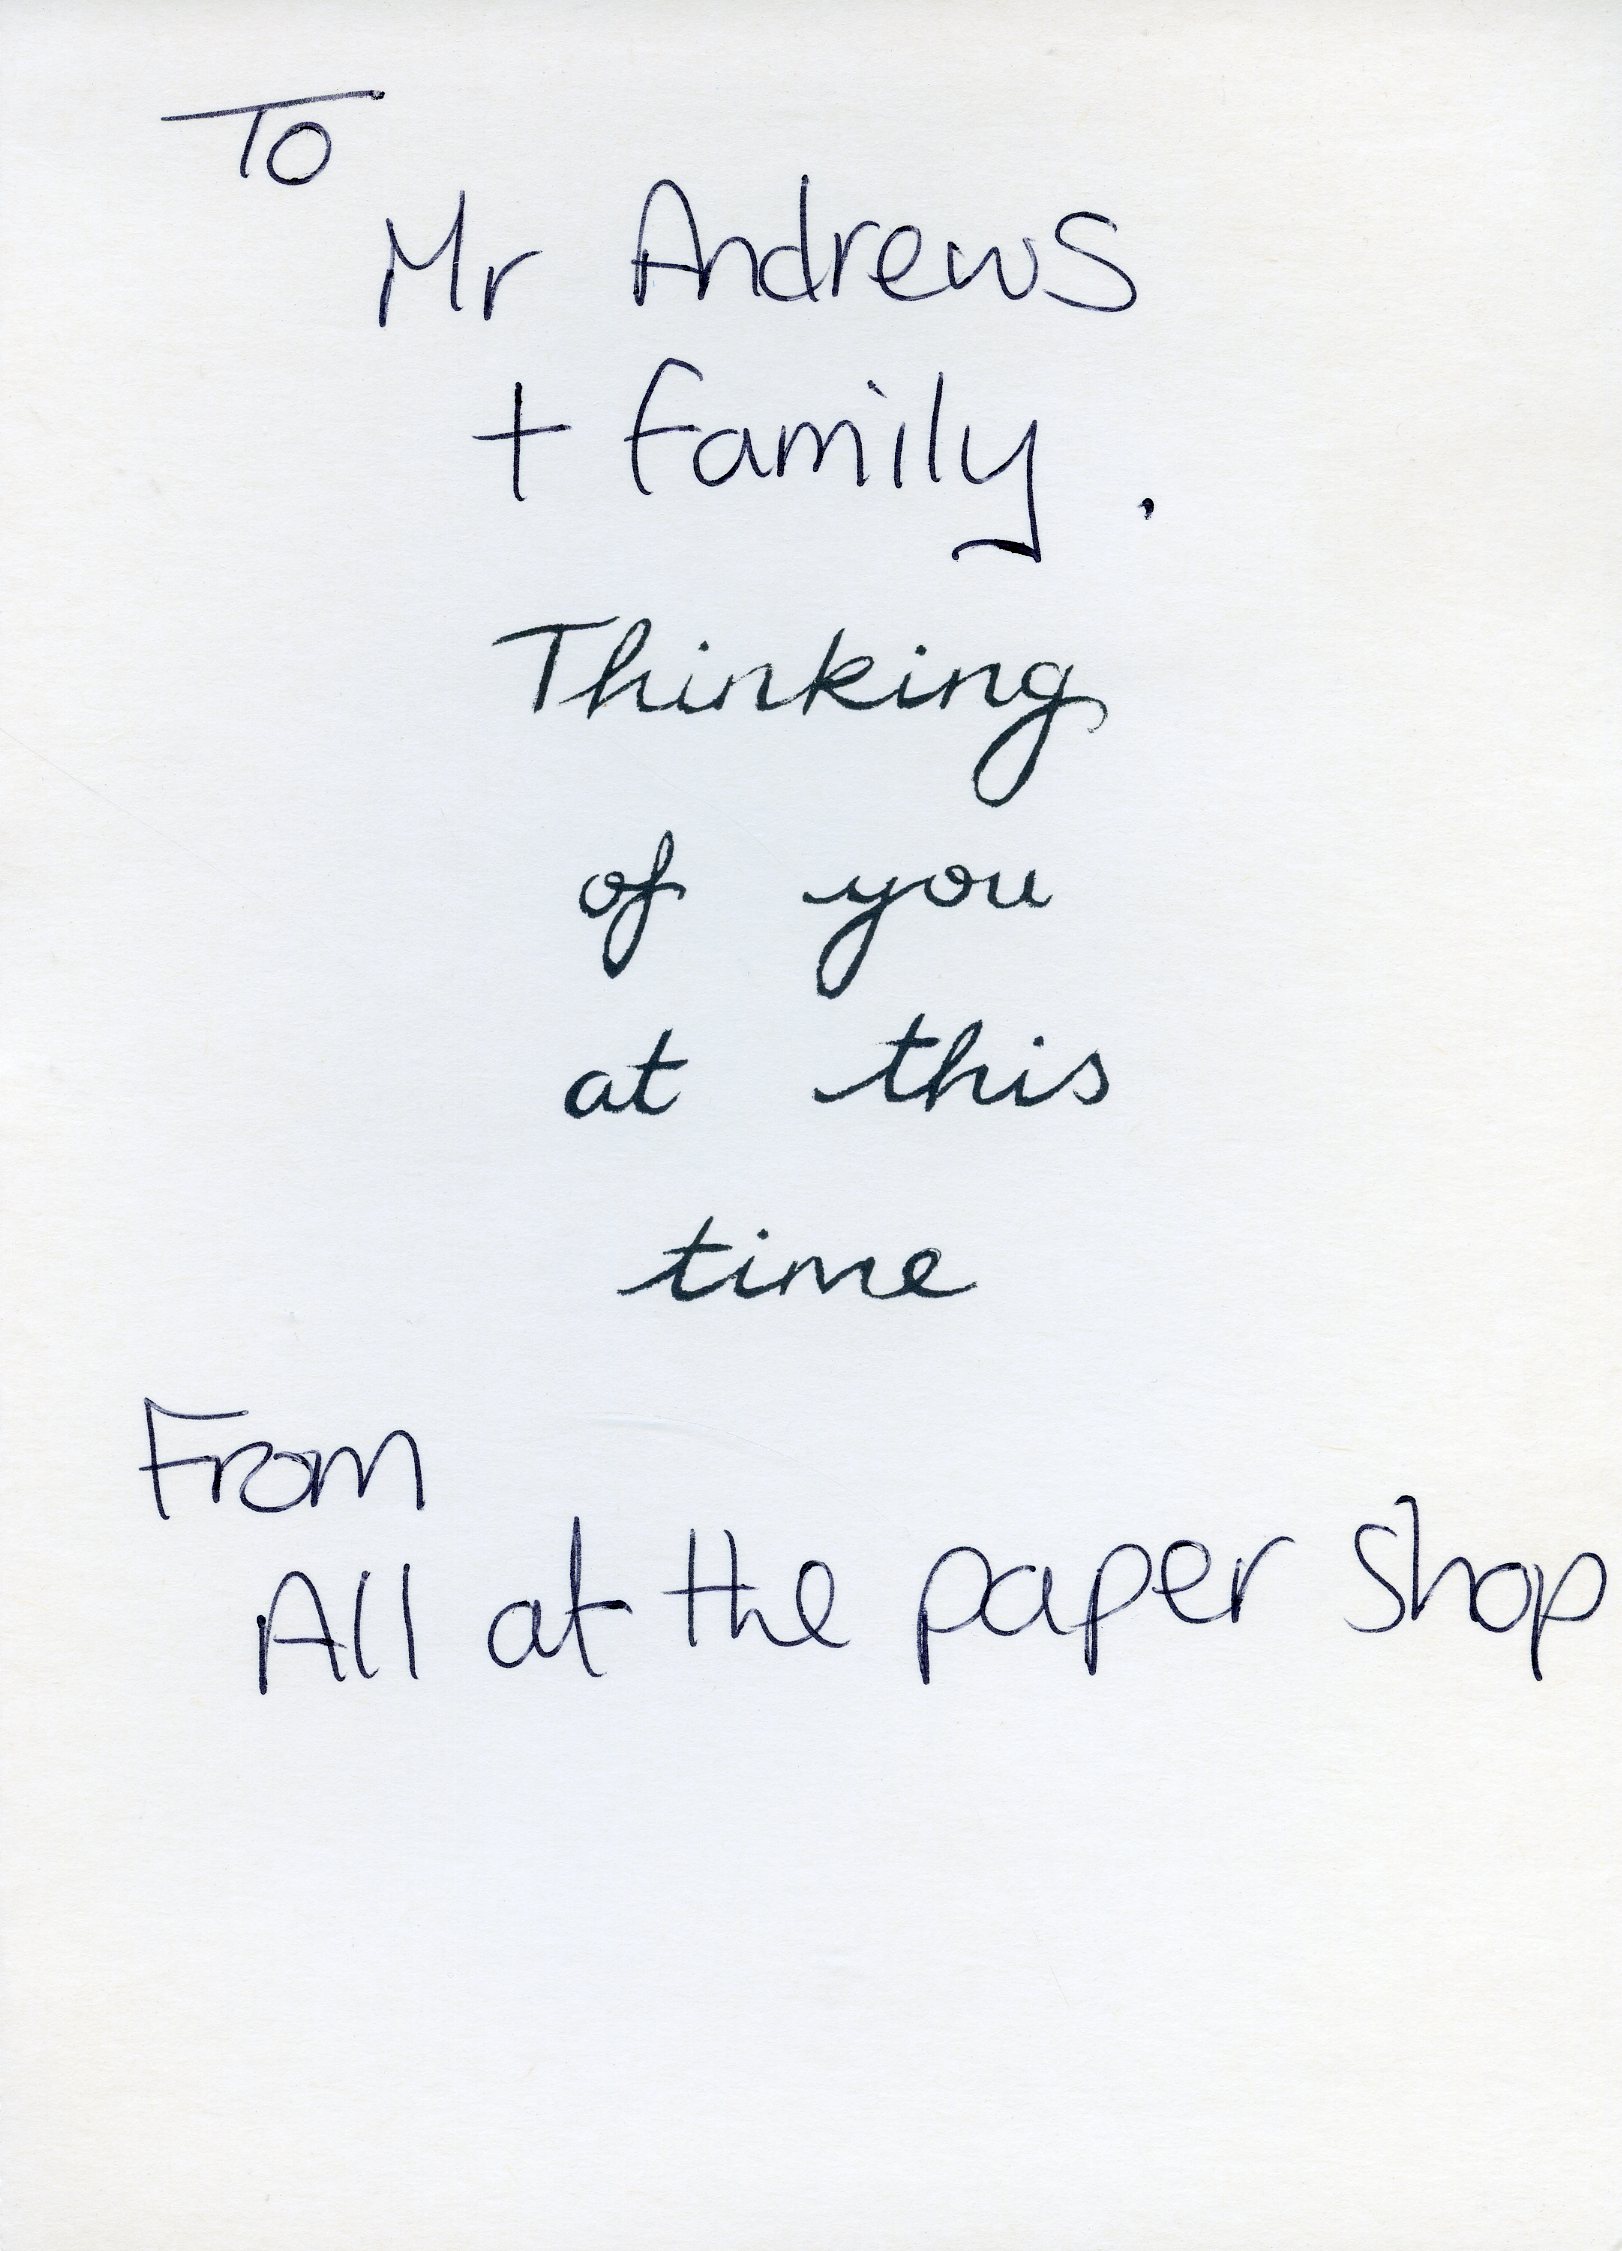 To
Mr Andrews
+ family.
Thinking
of you
at this
time
From
All at the paper shop